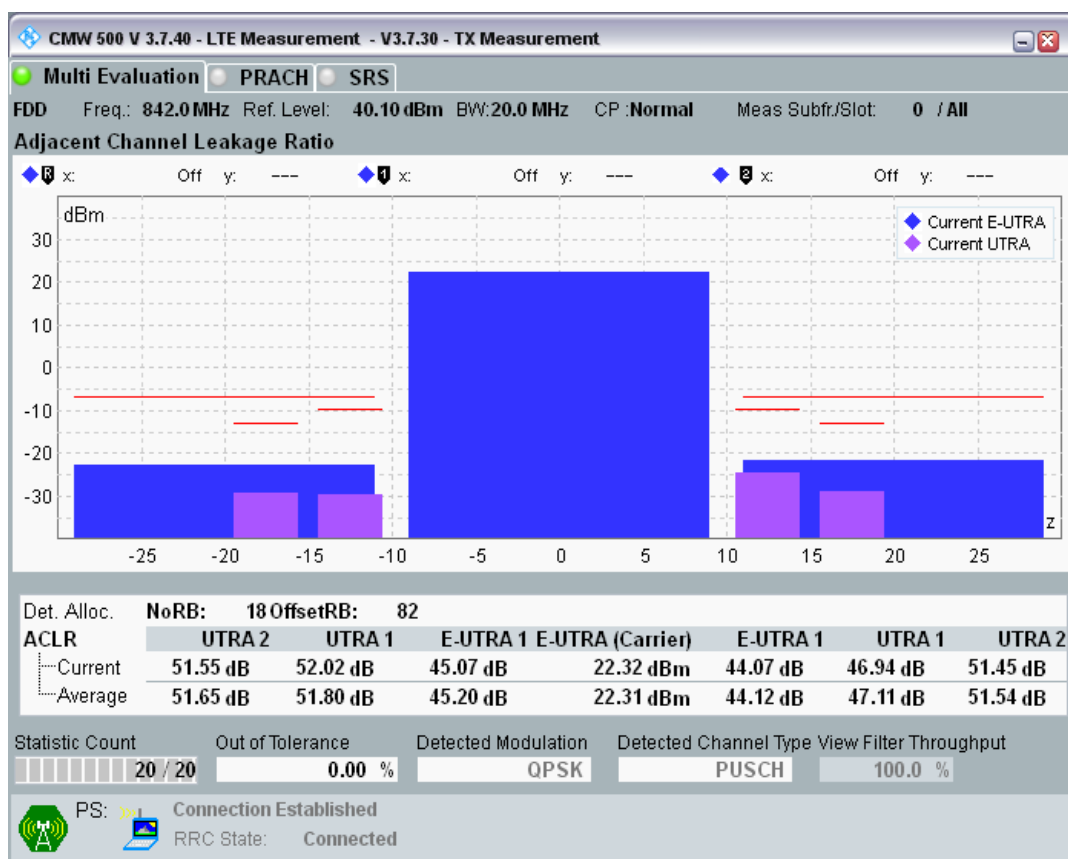 CMW 500 V 3.7.40 - LTE Measurement - V3.7.30 - TX Measurement
Multi Evaluation PRACH SRS
FDD Freq.: 842.0 MHz Ref. Level: 40.10 dBm BW:20.0 MHz CP :Normal Meas Subfr./Slot: 0 / All
Adjacent Channel Leakage Ratio
R x: Off y: --- 1 x: Off y: --- 2 x: Off y: ---
dBm
Current E-UTRA
Current UTRA
30
20
10
0
-10
-20
-30
z
-25 -20 -15 -10 -5 0 5 10 15 20 25
Det. Alloc. NoRB: 18 OffsetRB: 82
ACLR UTRA 2 UTRA 1 E-UTRA 1 E-UTRA (Carrier) E-UTRA 1 UTRA 1 UTRA 2
Current 51.55 dB 52.02 dB 45.07 dB 22.32 dBm 44.07 dB 46.94 dB 51.45 dB
Average 51.65 dB 51.80 dB 45.20 dB 22.31 dBm 44.12 dB 47.11 dB 51.54 dB
Statistic Count Out of Tolerance Detected Modulation Detected Channel Type View Filter Throughput
20 / 20 0.00 % QPSK PUSCH 100.0 %
PS: Connection Established
RRC State: Connected